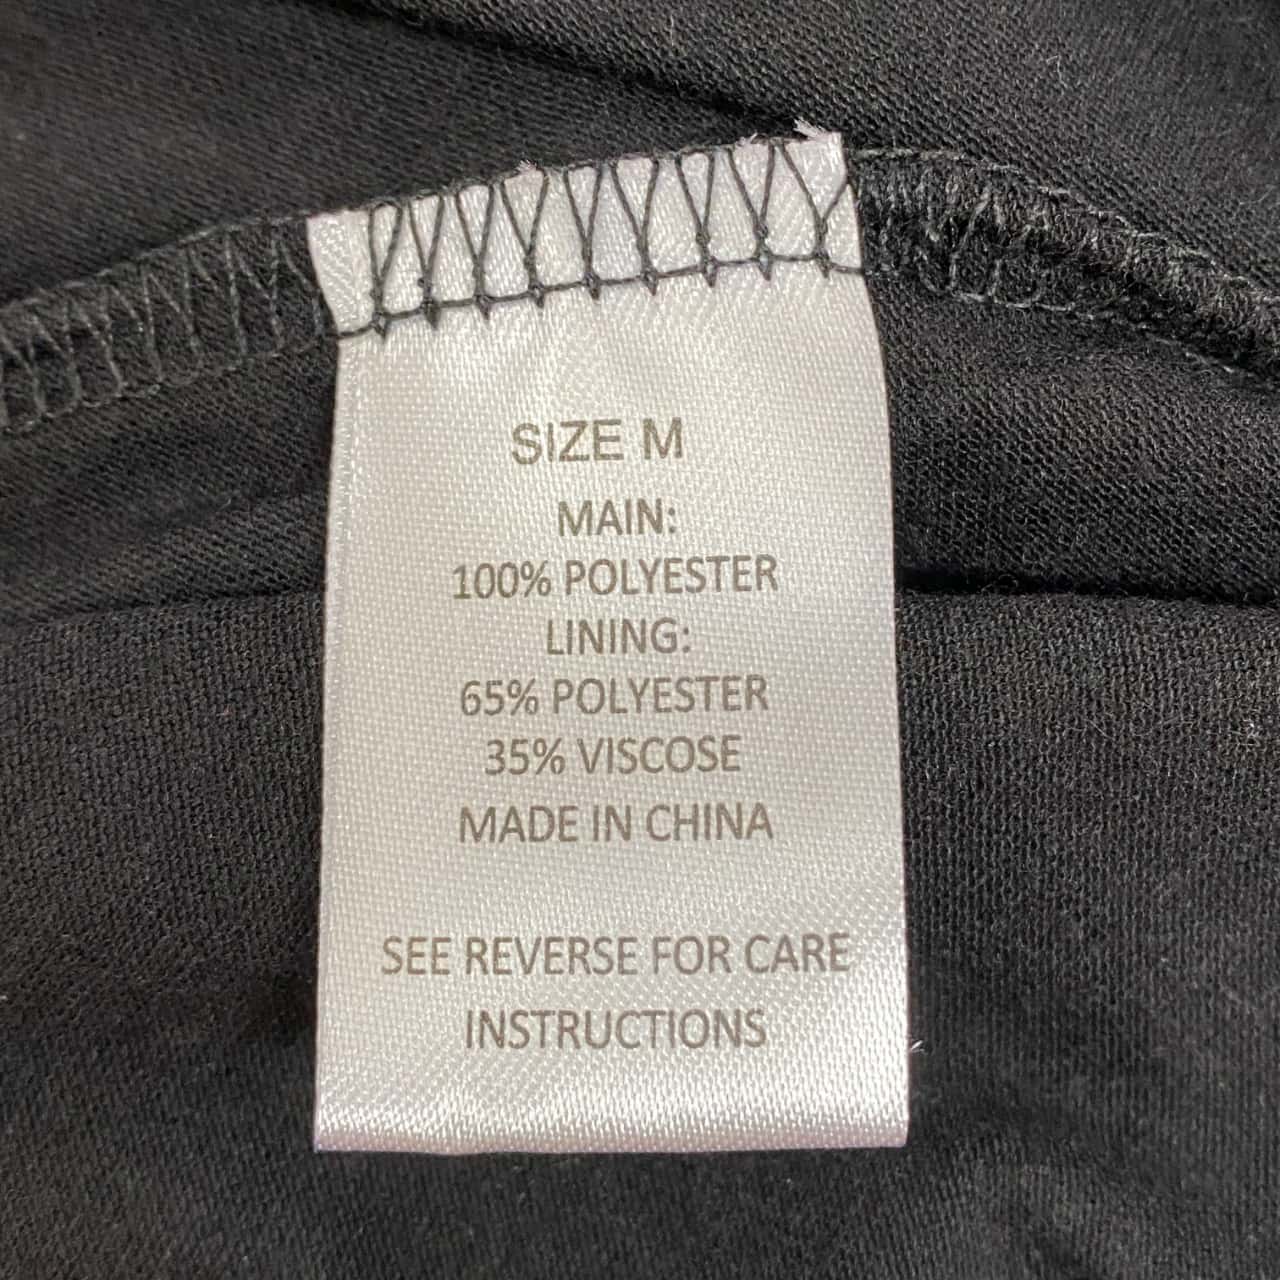 SIZE M
MAIN:
100% POLYESTER
LINING:
65% POLYESTER
35% VISCOSE
MADE IN CHINA
SEE REVERSE FOR CARE
INSTRUCTIONS